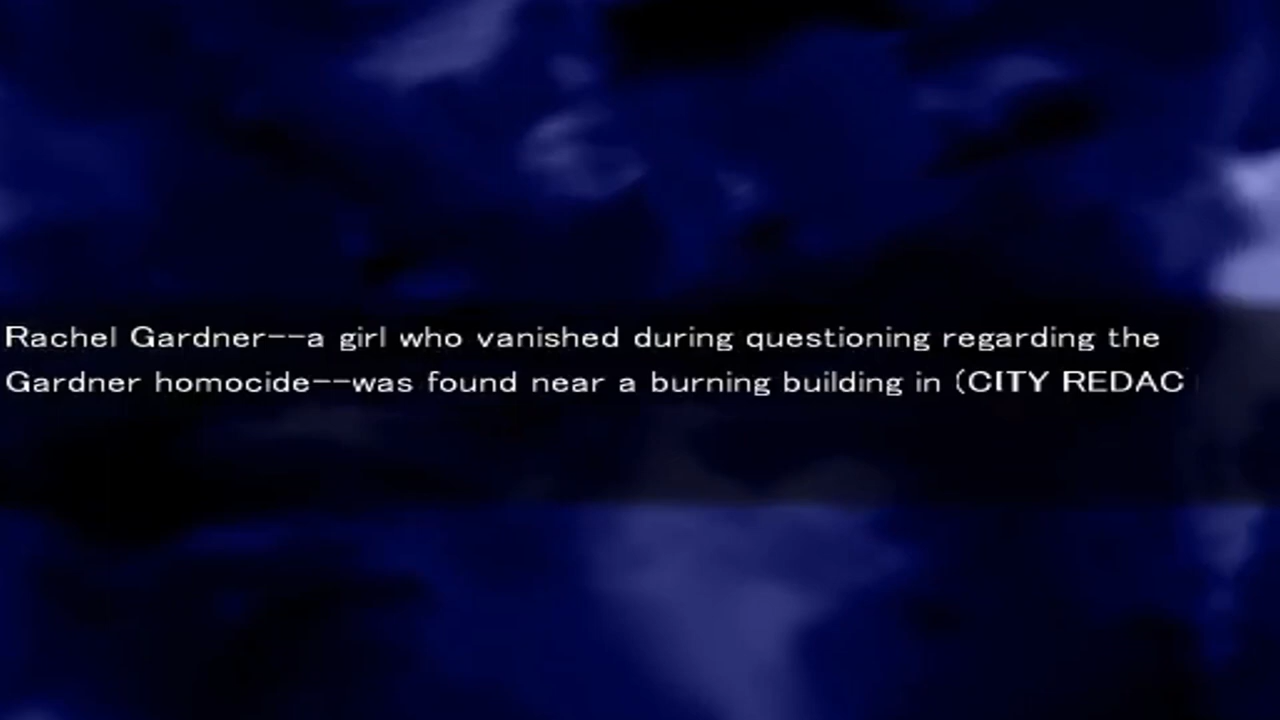 Rachel Gardner--a girl who vanished during questioning regarding the
Gardner homocide--was found near a burning building in (CITY REDAC